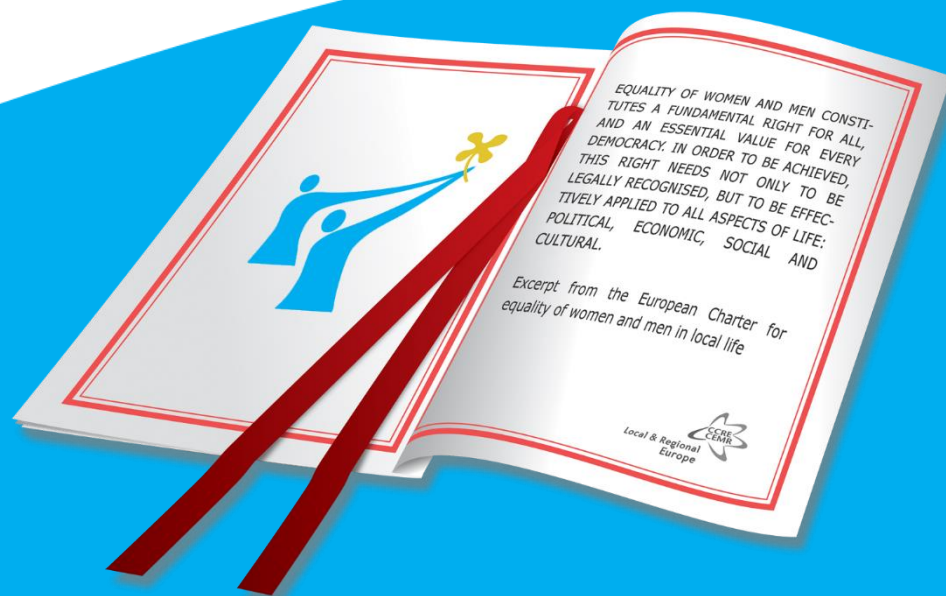 EQUALITY OF WOMEN AND MEN CONSTI-
TUTES A FUNDAMENTAL RIGHT FOR ALL,
AND AN ESSENTIAL VALUE FOR EVERY
DEMOCRACY. IN ORDER TO BE ACHIEVED,
THIS RIGHT NEEDS NOT ONLY TO BE
LEGALLY RECOGNISED, BUT TO BE EFFEC-
TIVELY APPLIED TO ALL ASPECTS OF LIFE:
POLITICAL, ECONOMIC, SOCIAL AND
CULTURAL.
Excerpt from the European Charter for
equality of women and men in local life
Local & Regional
Europe
CCRE
CEMR